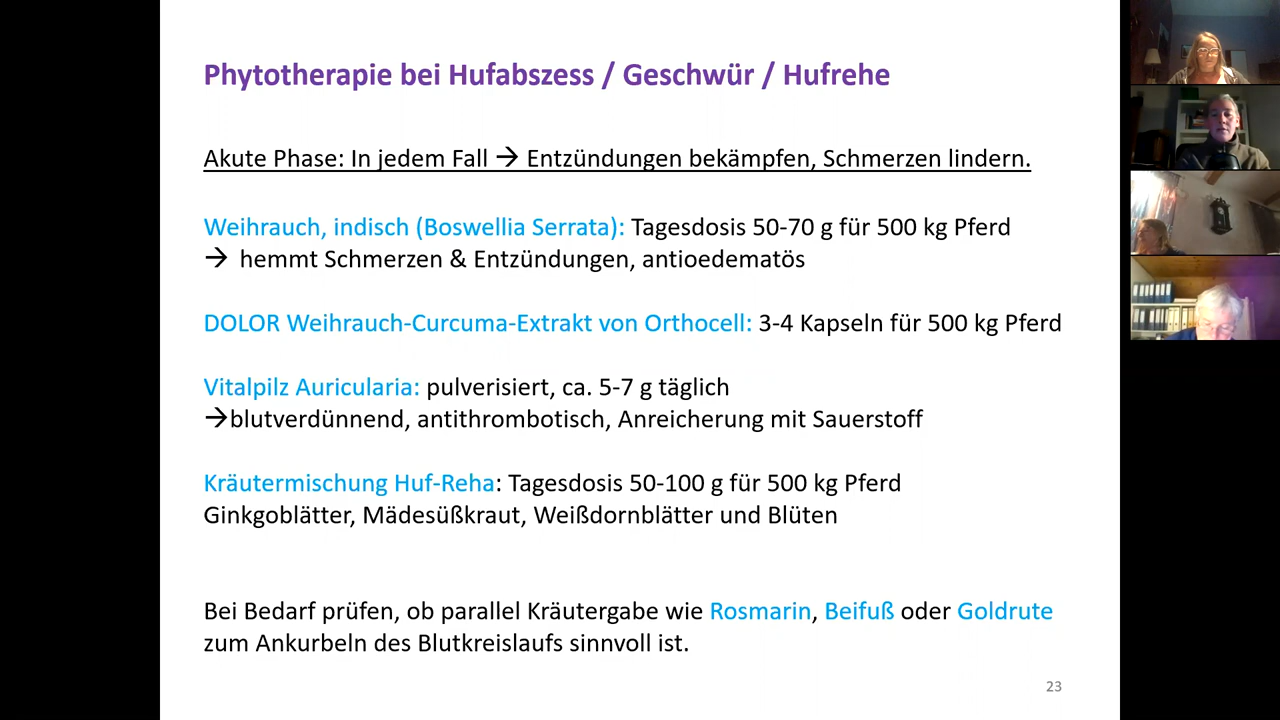 Phytotherapie bei Hufabszess / Geschwür / Hufrehe
Akute Phase: In jedem Fall → Entzündungen bekämpfen, Schmerzen lindern.
Weihrauch, indisch (Boswellia Serrata): Tagesdosis 50-70 g für 500 kg Pferd
→ hemmt Schmerzen & Entzündungen, antioedematös
DOLOR Weihrauch-Curcuma-Extrakt von Orthocell: 3-4 Kapseln für 500 kg Pferd
Vitalpilz Auricularia: pulverisiert, ca. 5-7 g täglich
→blutverdünnend, antithrombotisch, Anreicherung mit Sauerstoff
Kräutermischung Huf-Reha: Tagesdosis 50-100 g für 500 kg Pferd
Ginkgoblätter, Mädesüßkraut, Weißdornblätter und Blüten
Bei Bedarf prüfen, ob parallel Kräutergabe wie Rosmarin, Beifuß oder Goldrute
zum Ankurbeln des Blutkreislaufs sinnvoll ist.
23